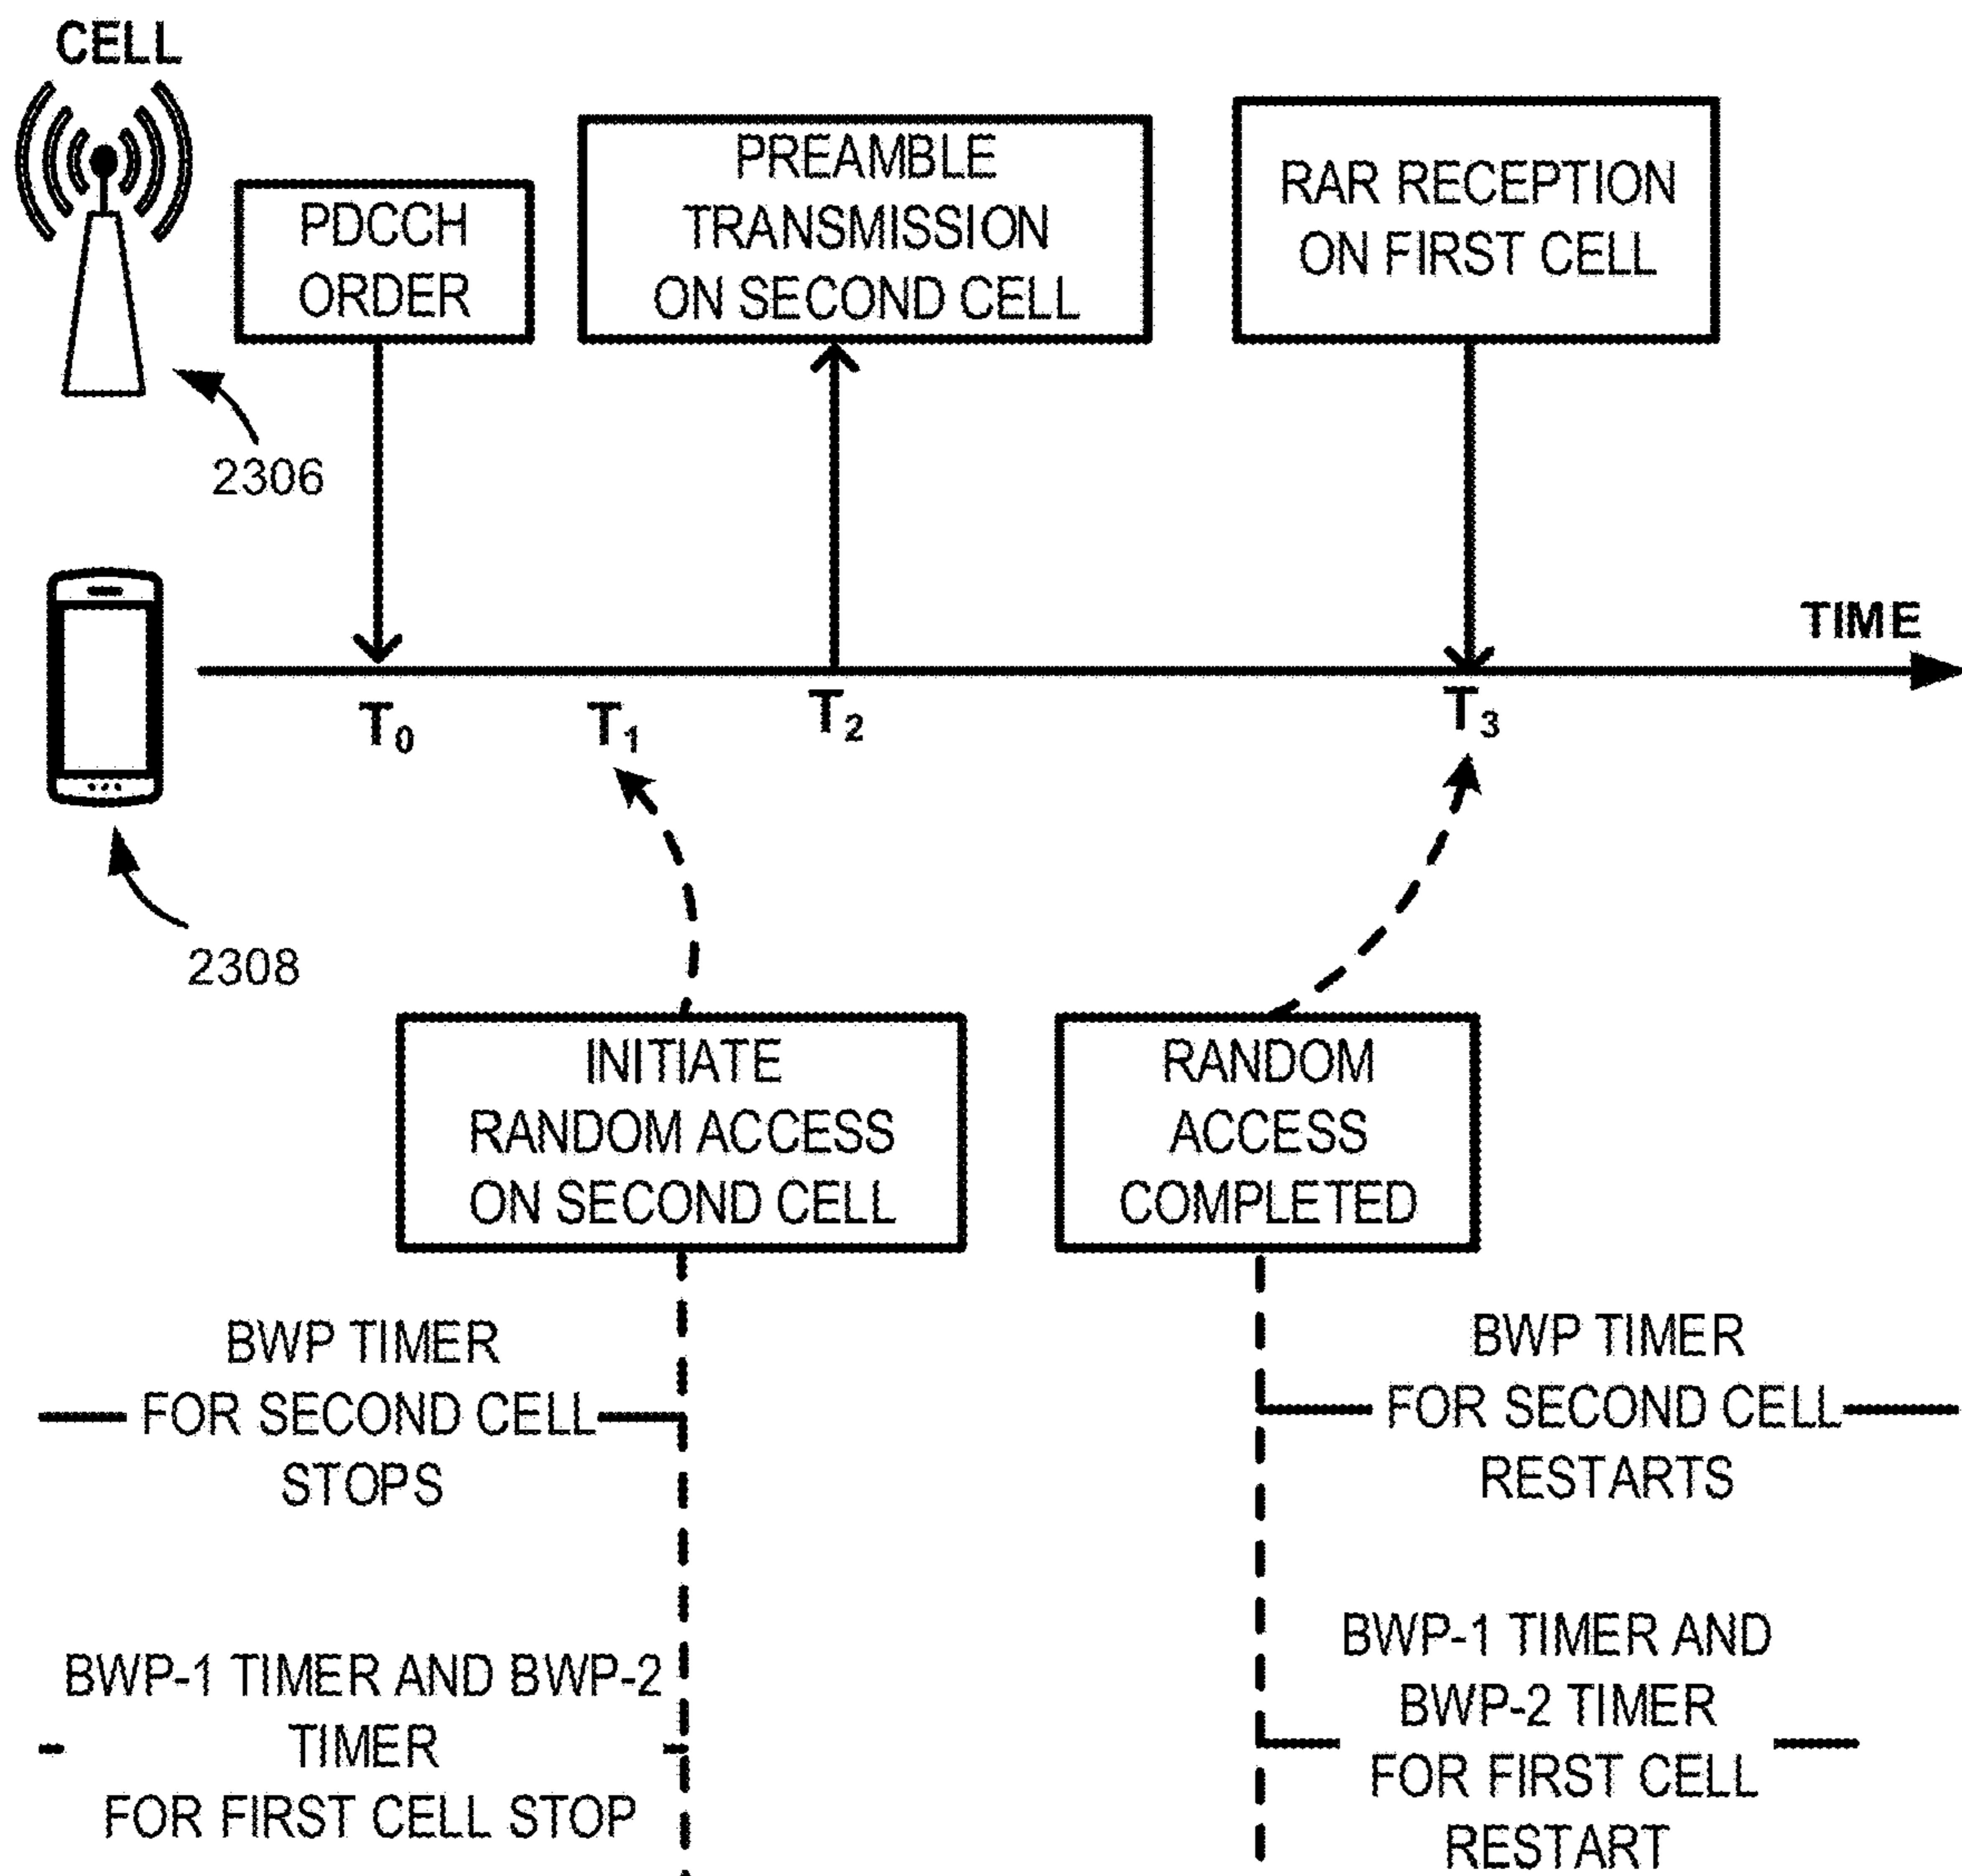 CELL
PDCCH
ORDER
PREAMBLE
TRANSMISSION
ON SECOND CELL
RAR RECEPTION
ON FIRST CELL
2306
TIME
T₀
T₁
T₂
T₃
2308
INITIATE
RANDOM ACCESS
ON SECOND CELL
RANDOM
ACCESS
COMPLETED
BWP TIMER
FOR SECOND CELL
STOPS
BWP TIMER
FOR SECOND CELL
RESTARTS
BWP-1 TIMER AND BWP-2
TIMER
FOR FIRST CELL STOP
BWP-1 TIMER AND
BWP-2 TIMER
FOR FIRST CELL
RESTART